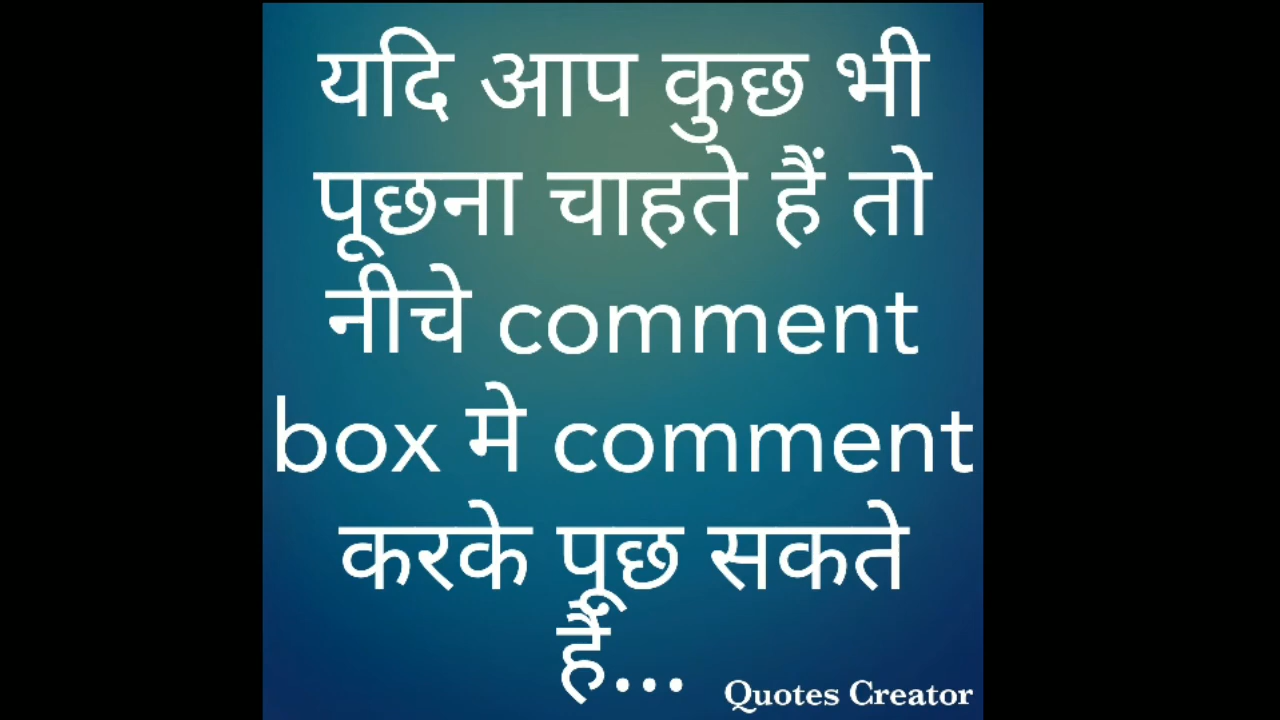 यदि आप कुछ भी
पूछना चाहते हैं तो
नीचे comment
box मे comment
करके पूछ सकते
हैं...
Quotes Creator